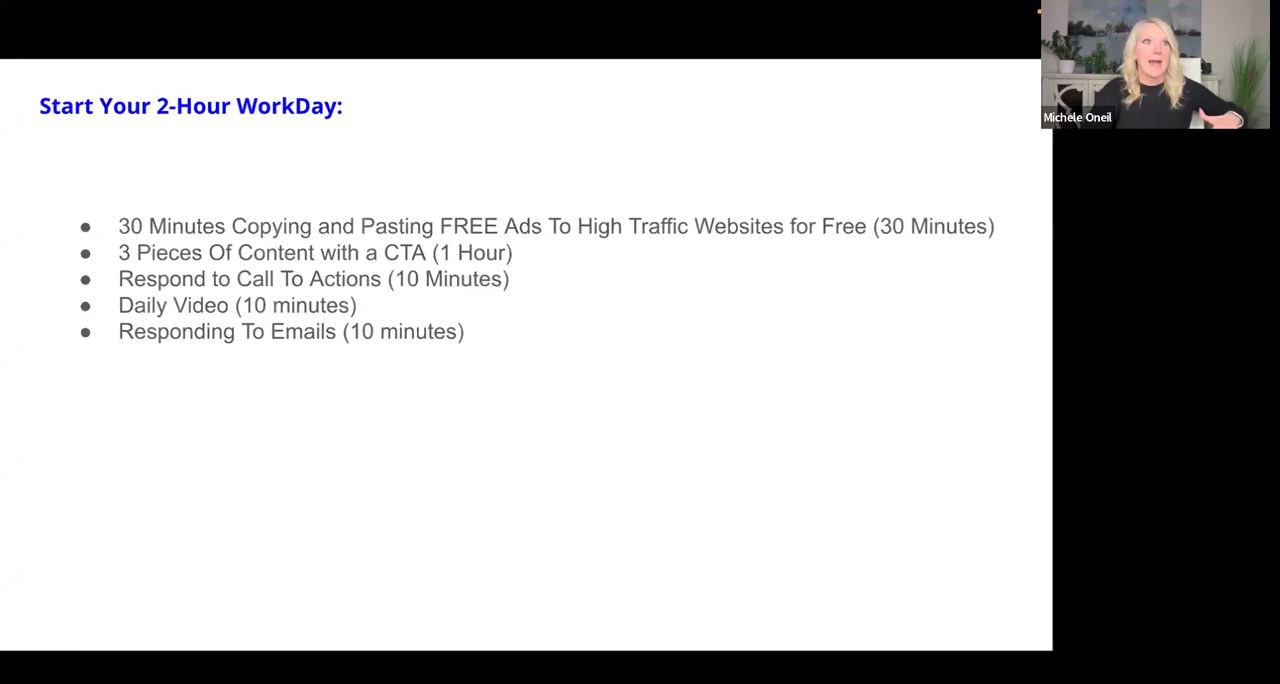 Start Your 2-Hour WorkDay:
● 30 Minutes Copying and Pasting FREE Ads To High Traffic Websites for Free (30 Minutes)
● 3 Pieces Of Content with a CTA (1 Hour)
● Respond to Call To Actions (10 Minutes)
● Daily Video (10 minutes)
● Responding To Emails (10 minutes)
Michele Oneil